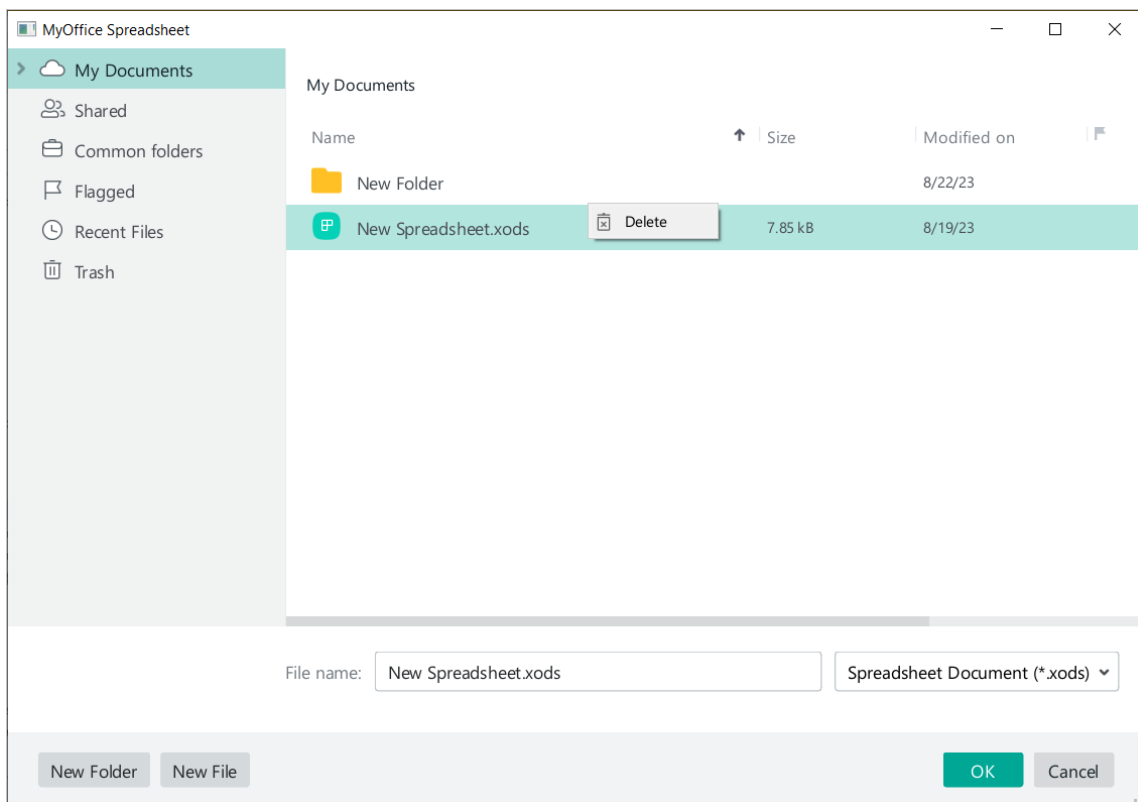 MyOffice Spreadsheet
My Documents
Shared
Common folders
Flagged
Recent Files
Trash
My Documents
Name Size Modified on
New Folder 8/22/23
New Spreadsheet.xods Delete 7.85 kB 8/19/23
File name: New Spreadsheet.xods Spreadsheet Document (*.xods)
New Folder New File OK Cancel